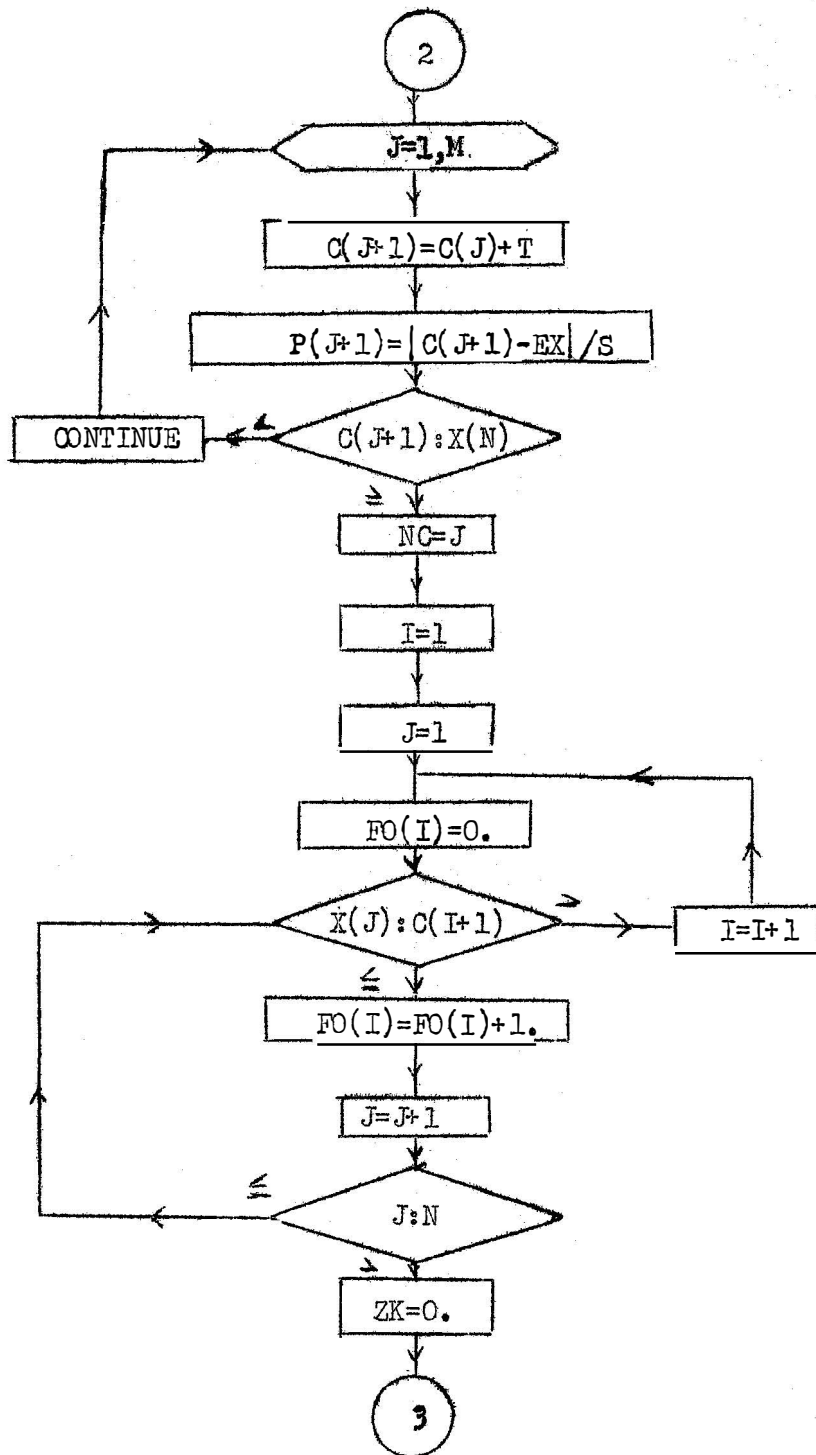 2
J=1,M.
C(J+1)=C(J)+T
P(J+1)=|C(J+1)-EX|/S
CONTINUE
<
C(J+1):X(N)
≧
NC=J
I=1
J=1
FO(I)=0.
X(J):C(I+1)
>
I=I+1
≦
FO(I)=FO(I)+1.
J=J+1
≦
J:N
>
ZK=0.
3